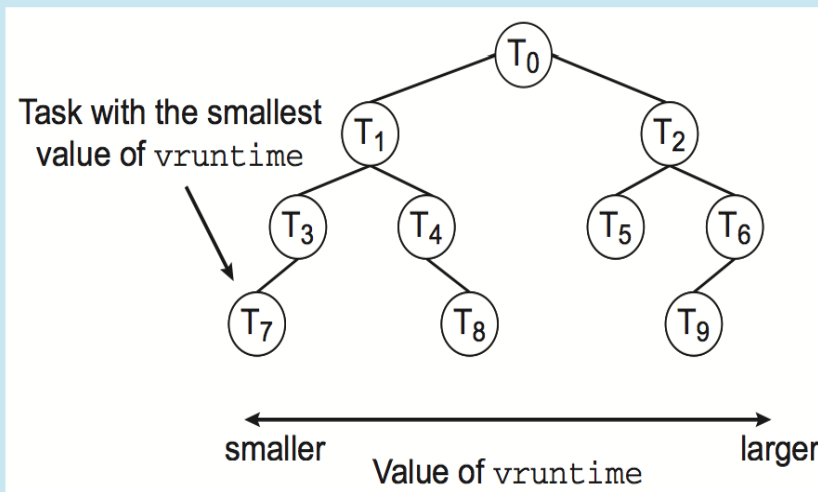 T0
Task with the smallest
value of vruntime
T1
T2
T3
T4
T5
T6
T7
T8
T9
smaller
larger
Value of vruntime